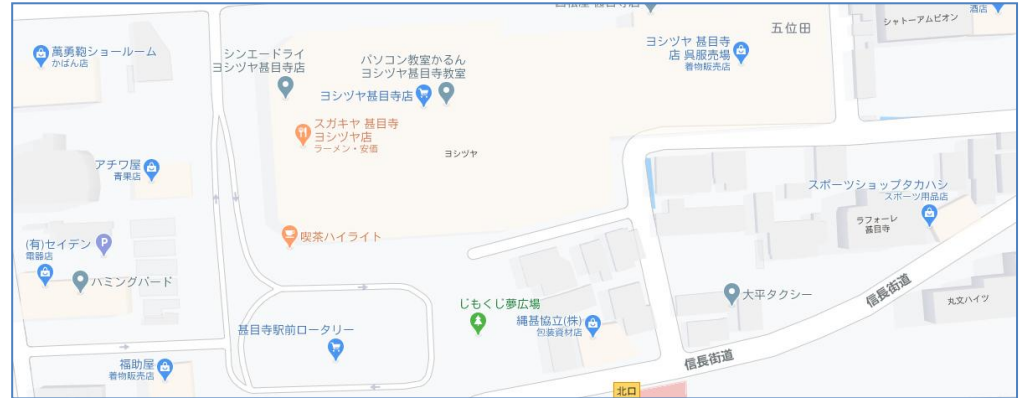 西松屋 甚目寺店
酒店
シャトーアムピオン
五位田
萬勇鞄ショールーム
かばん店
シンエードライ
ヨシヅヤ甚目寺店
パソコン教室かるん
ヨシヅヤ甚目寺教室
ヨシヅヤ 甚目寺
店 呉服売場
着物販売店
ヨシヅヤ甚目寺店
スガキヤ 甚目寺
ヨシヅヤ店
ラーメン・安価
ヨシヅヤ
アチワ屋
青果店
スポーツショップタカハシ
スポーツ用品店
ラフォーレ
甚目寺
(有)セイデン
電器店
喫茶ハイライト
ハミングバード
大平タクシー
信長街道
丸文ハイツ
じもくじ夢広場
縄甚協立(株)
包装資材店
甚目寺駅前ロータリー
信長街道
福助屋
着物販売店
北口